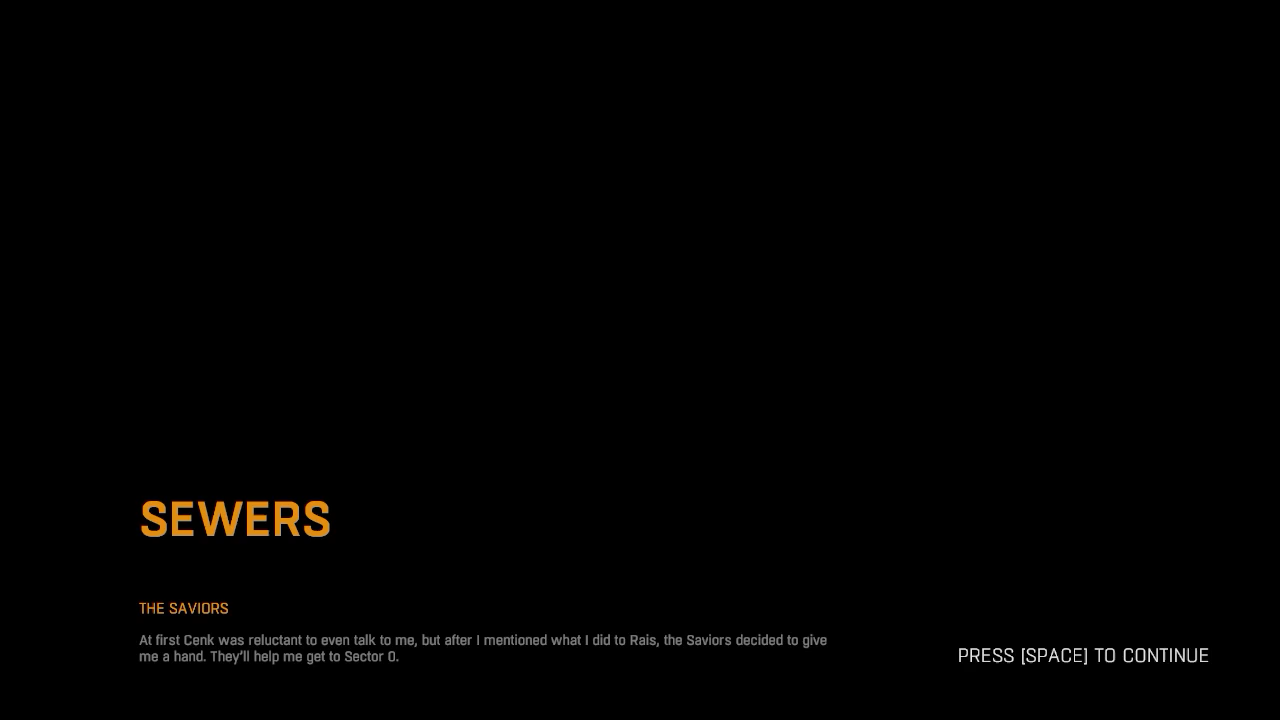 SEWERS
THE SAVIORS
At first Cenk was reluctant to even talk to me, but after I mentioned what I did to Rais, the Saviors decided to give
me a hand. They'll help me get to Sector 0.
PRESS [SPACE] TO CONTINUE